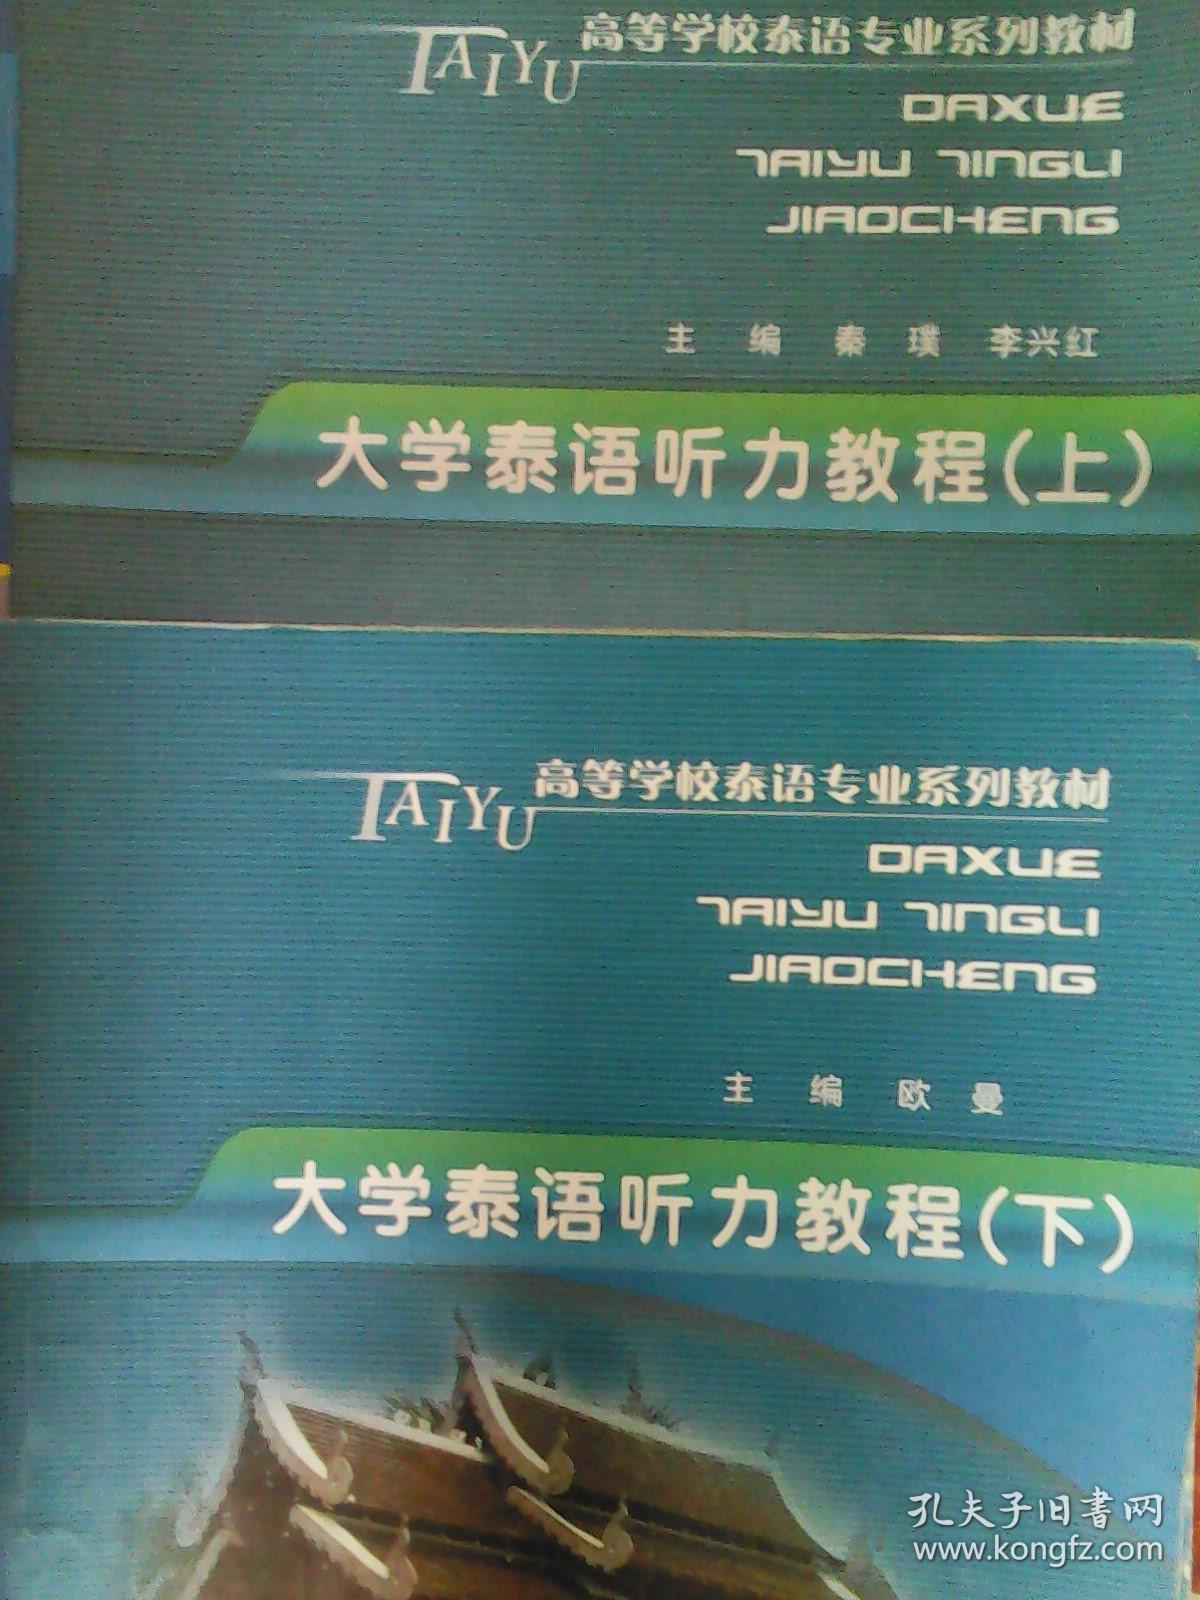 TAIYU 高等学校泰语专业系列教材
DAXUE
TAIYU TINGLI
JIAOCHENG
主 编 秦 璞 李兴红
大学泰语听力教程(上)
TAIYU 高等学校泰语专业系列教材
DAXUE
TAIYU TINGLI
JIAOCHENG
主 编 欧 曼
大学泰语听力教程(下)
孔夫子旧书网
www.kongfz.com